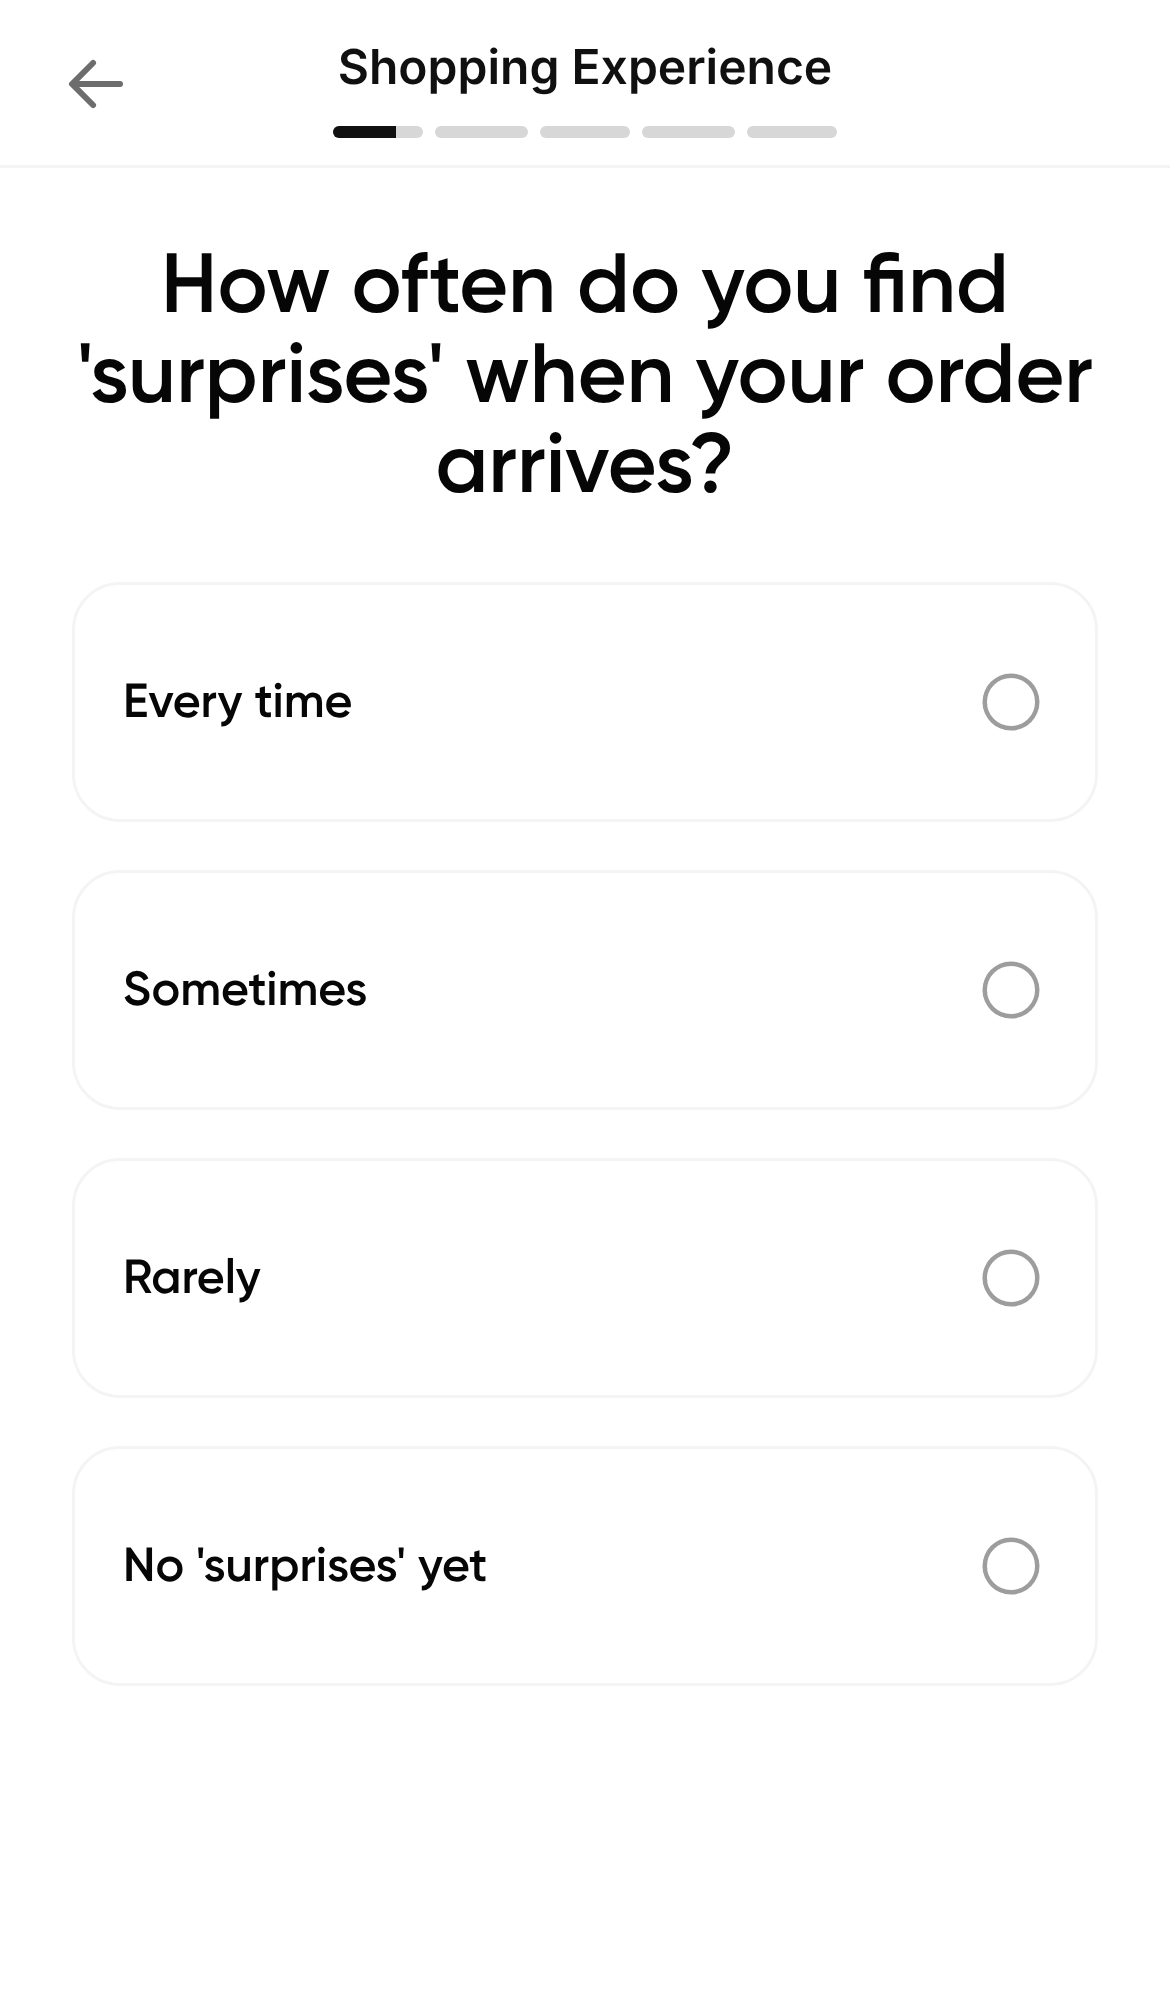 Shopping Experience
How often do you find
'surprises' when your order
arrives?
Every time
Sometimes
Rarely
No 'surprises' yet